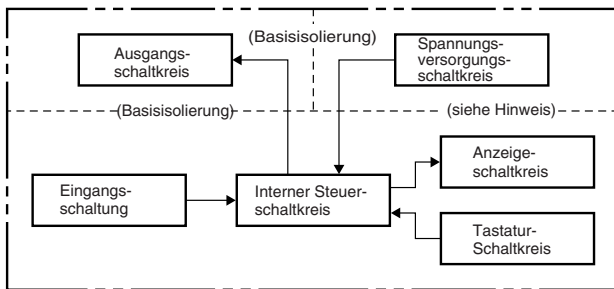 (Basisisolierung)
Ausgangs-
schaltkreis
Spannungs-
versorgungs-
schaltkreis
(Basisisolierung)
(siehe Hinweis)
Anzeige-
schaltkreis
Eingangs-
schaltung
Interner Steuer-
schaltkreis
Tastatur-
Schaltkreis